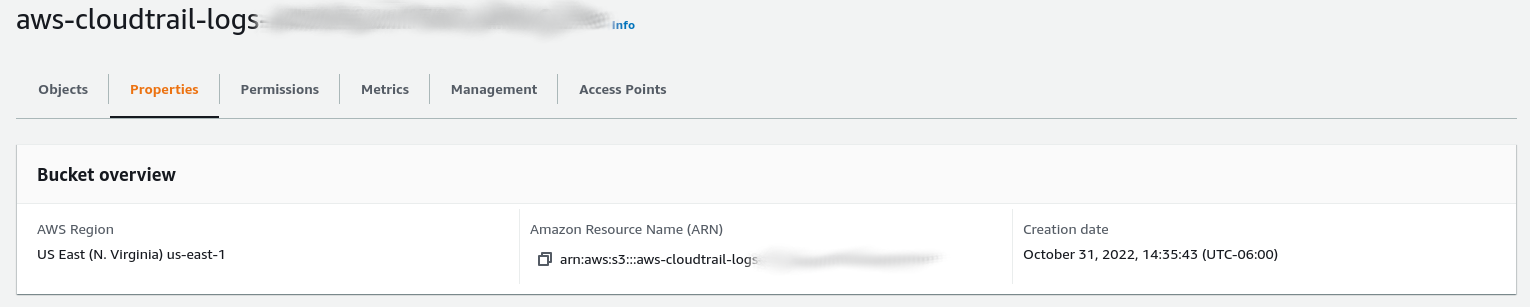 aws-cloudtrail-logs- Info
Objects Properties Permissions Metrics Management Access Points
Bucket overview
AWS Region Amazon Resource Name (ARN) Creation date
US East (N. Virginia) us-east-1 arn:aws:s3:::aws-cloudtrail-logs- October 31, 2022, 14:35:43 (UTC-06:00)